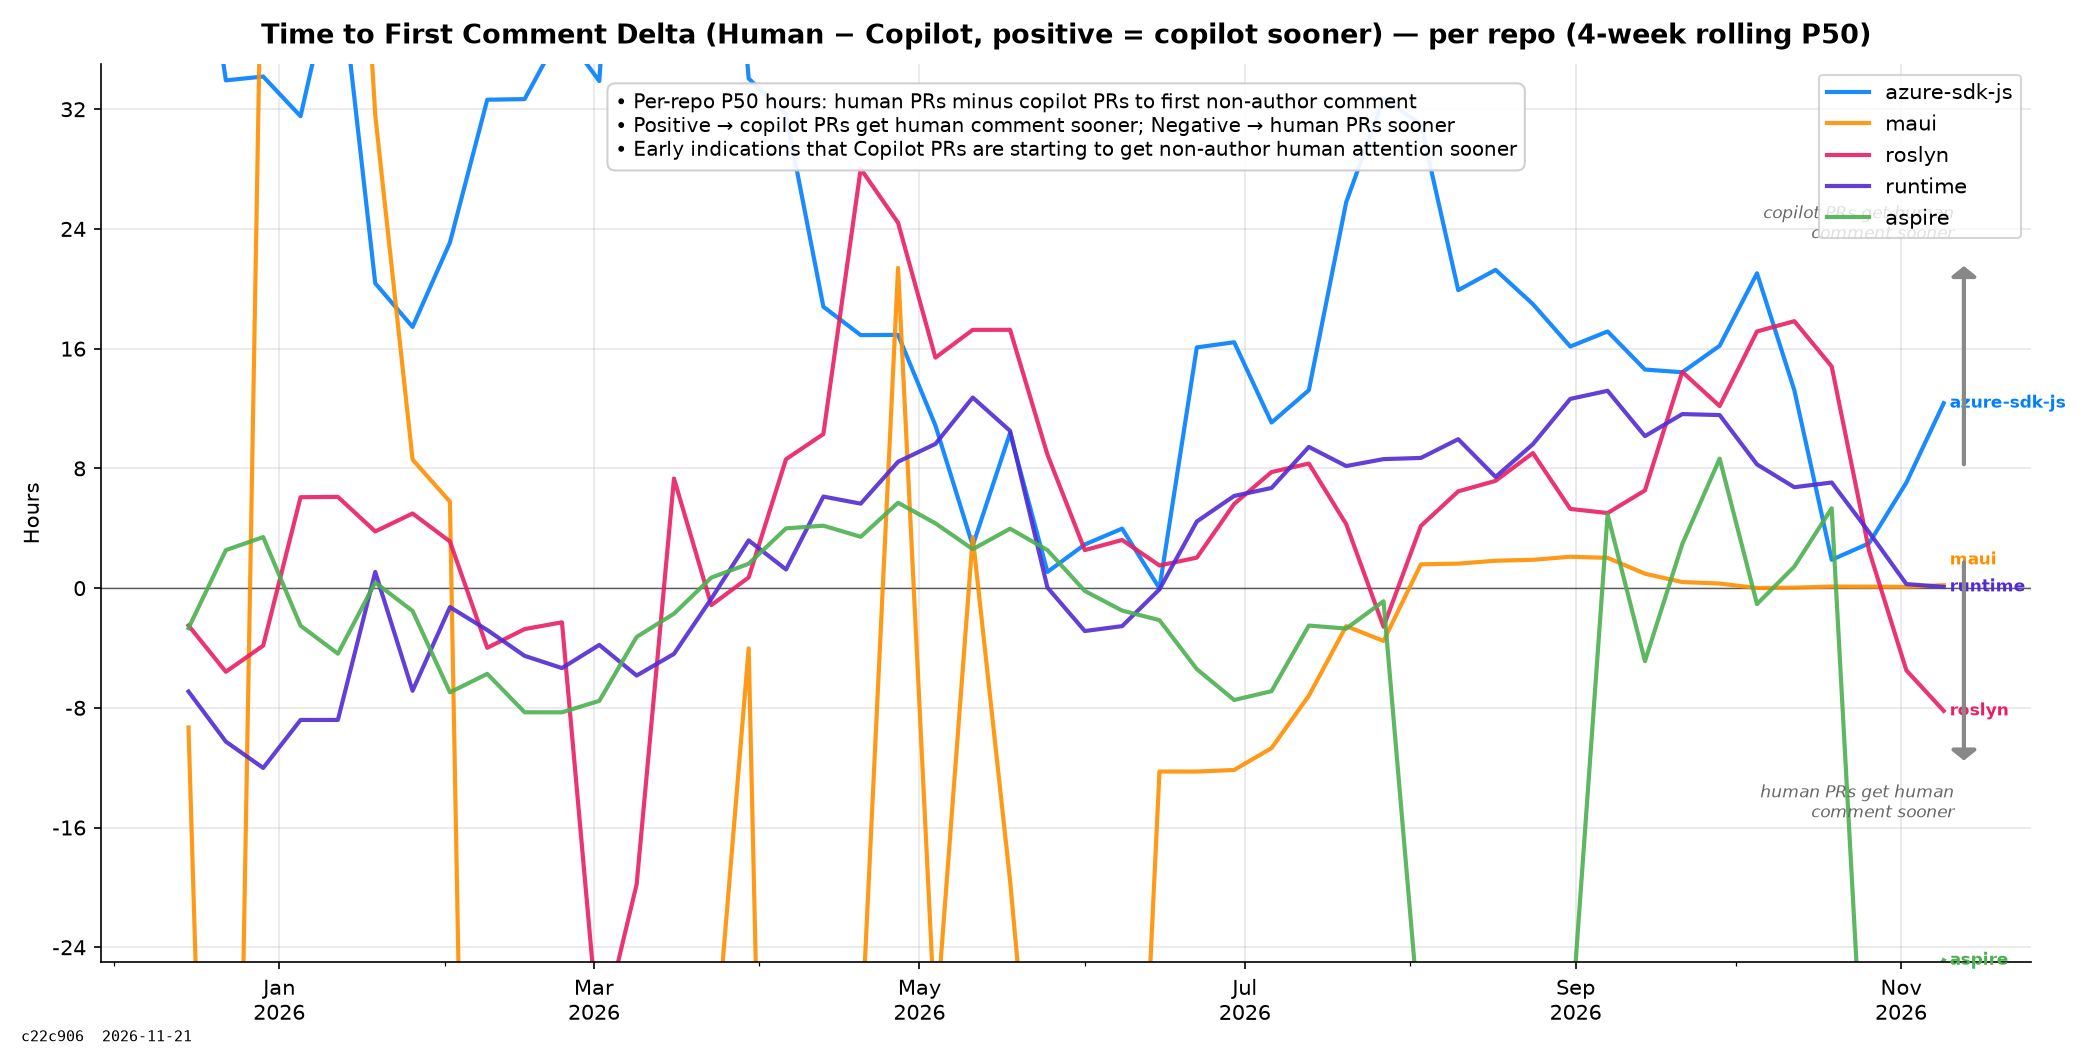 Time to First Comment Delta (Human − Copilot, positive = copilot sooner) — per repo (4-week rolling P50)
• Per-repo P50 hours: human PRs minus copilot PRs to first non-author comment
• Positive → copilot PRs get human comment sooner; Negative → human PRs sooner
• Early indications that Copilot PRs are starting to get non-author human attention sooner
azure-sdk-js
maui
roslyn
runtime
aspire
copilot PRs get human
comment sooner
32
24
16
8
0
-8
-16
-24
Hours
azure-sdk-js
maui
runtime
roslyn
human PRs get human
comment sooner
aspire
Jan
2026
Mar
2026
May
2026
Jul
2026
Sep
2026
Nov
2026
c22c906 2026-11-21